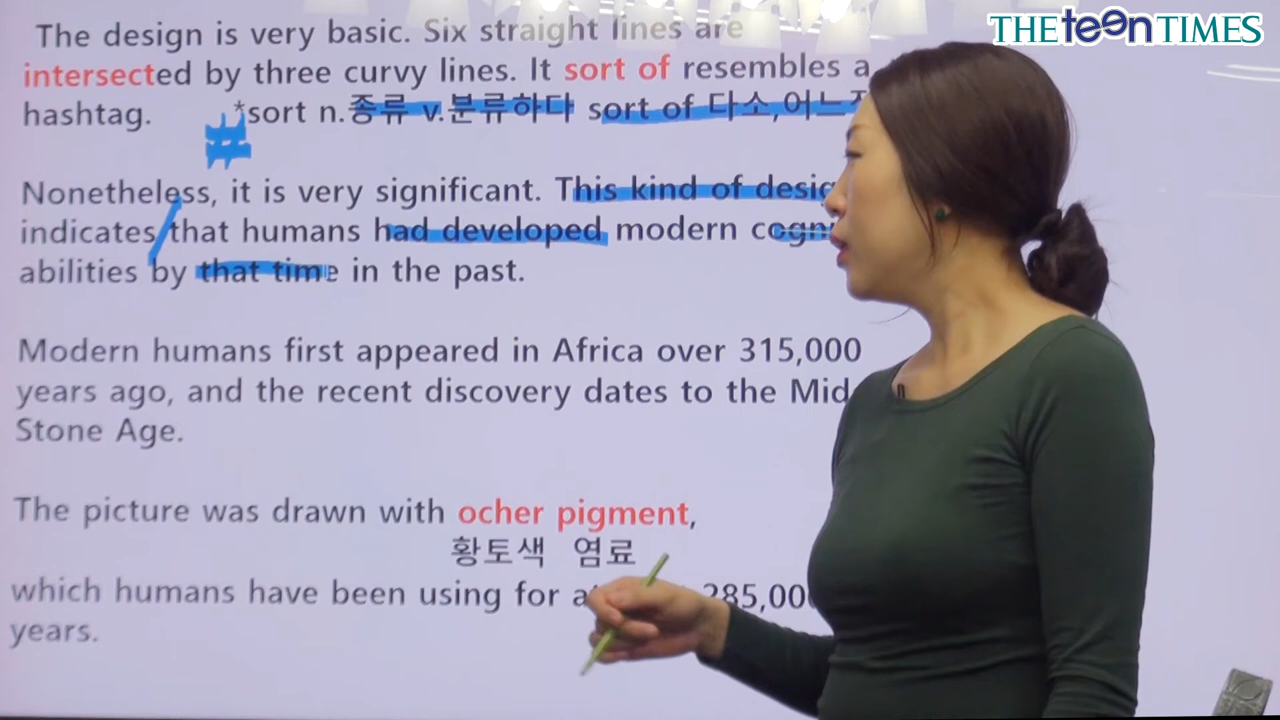 THE teen TIMES
The design is very basic. Six straight lines are
intersected by three curvy lines. It sort of resembles a
hashtag. *sort n.종류 v.분류하다 sort of 다소,어느
#
Nonetheless, it is very significant. This kind of
indicates that humans had developed modern
abilities by that time in the past.
Modern humans first appeared in Africa over 315,000
years ago, and the recent discovery dates to the
Stone Age.
The picture was drawn with ocher pigment,
황토색 염료
which humans have been using for
years.